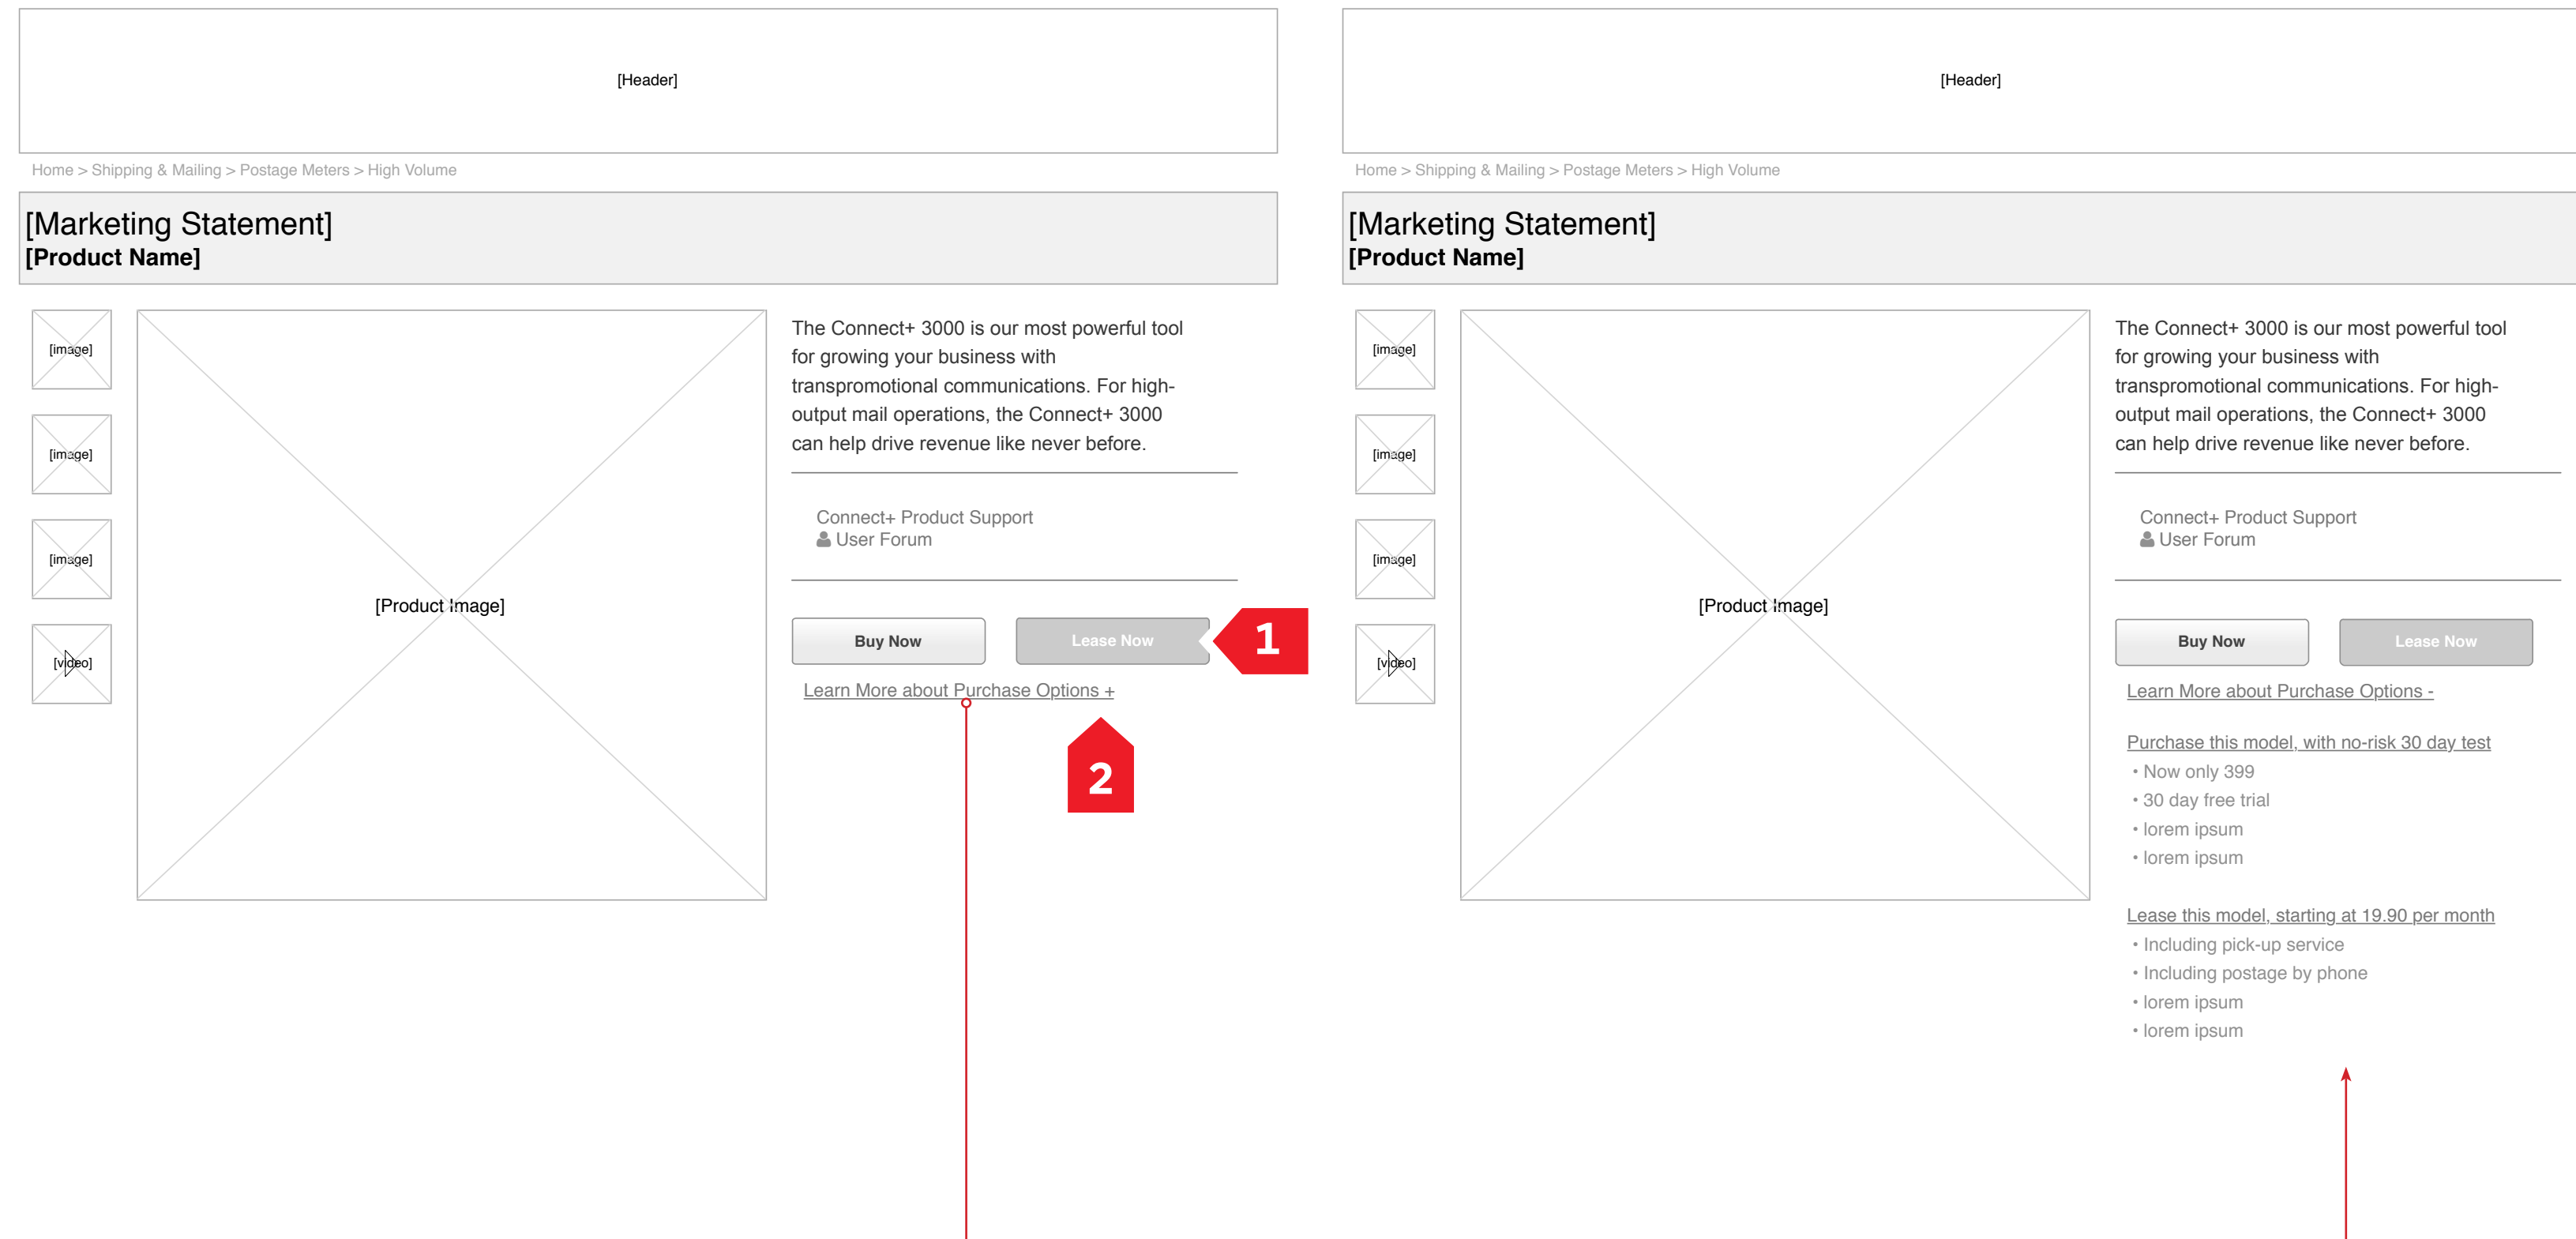 [Header]
Home > Shipping & Mailing > Postage Meters > High Volume
[Marketing Statement]
[Product Name]
[image]
[image]
[image]
[video]
[Product Image]
The Connect+ 3000 is our most powerful tool
for growing your business with
transpromotional communications. For high-
output mail operations, the Connect+ 3000
can help drive revenue like never before.
Connect+ Product Support
User Forum
Buy Now
Lease Now
1
Learn More about Purchase Options +
2
[Header]
Home > Shipping & Mailing > Postage Meters > High Volume
[Marketing Statement]
[Product Name]
[image]
[image]
[image]
[video]
[Product Image]
The Connect+ 3000 is our most powerful tool
for growing your business with
transpromotional communications. For high-
output mail operations, the Connect+ 3000
can help drive revenue like never before.
Connect+ Product Support
User Forum
Buy Now
Lease Now
Learn More about Purchase Options -
Purchase this model, with no-risk 30 day test
• Now only 399
• 30 day free trial
• lorem ipsum
• lorem ipsum
Lease this model, starting at 19.90 per month
• Including pick-up service
• Including postage by phone
• lorem ipsum
• lorem ipsum